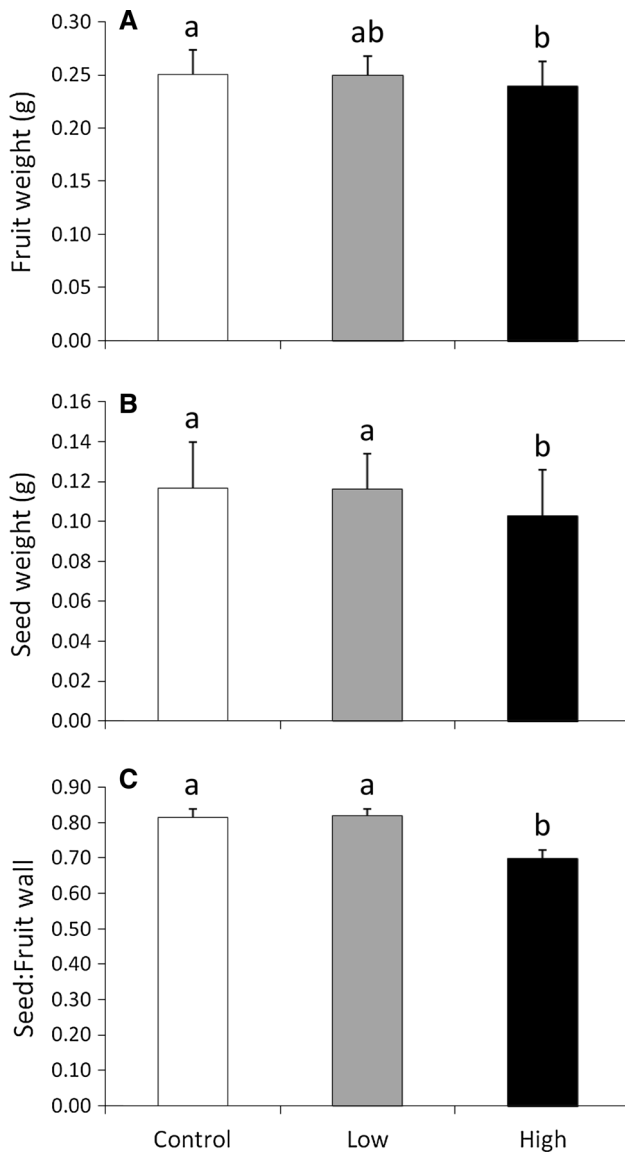 A
Fruit weight (g)
0.30
0.25
0.20
0.15
0.10
0.05
0.00
a
ab
b
B
Seed weight (g)
0.16
0.14
0.12
0.10
0.08
0.06
0.04
0.02
0.00
a
a
b
C
Seed:Fruit wall
0.90
0.80
0.70
0.60
0.50
0.40
0.30
0.20
0.10
0.00
a
a
b
Control Low High